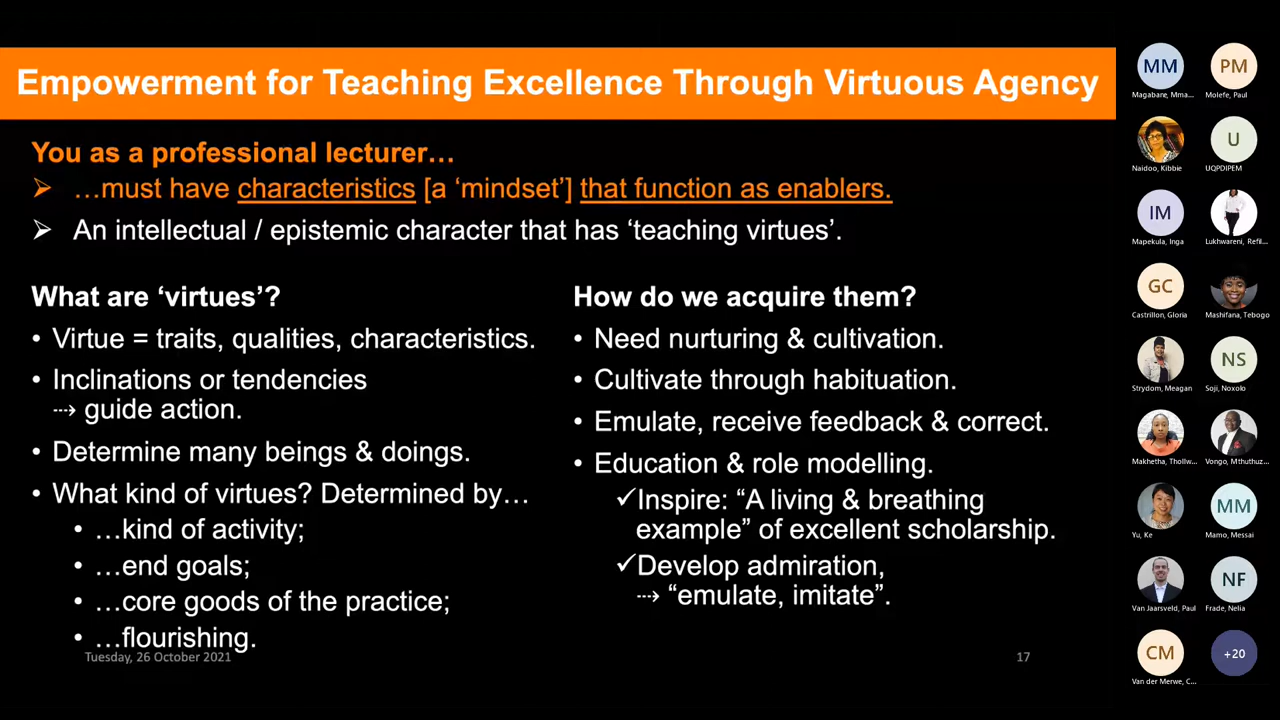 Empowerment for Teaching Excellence Through Virtuous Agency
You as a professional lecturer…
➢ …must have characteristics [a ‘mindset’] that function as enablers.
➢ An intellectual / epistemic character that has ‘teaching virtues’.
What are ‘virtues’?
• Virtue = traits, qualities, characteristics.
• Inclinations or tendencies
⇢ guide action.
• Determine many beings & doings.
• What kind of virtues? Determined by…
• …kind of activity;
• …end goals;
• …core goods of the practice;
• …flourishing.
How do we acquire them?
• Need nurturing & cultivation.
• Cultivate through habituation.
• Emulate, receive feedback & correct.
• Education & role modelling.
✓Inspire: “A living & breathing
example” of excellent scholarship.
✓Develop admiration,
⇢ “emulate, imitate”.
Tuesday, 26 October 2021
17
MM
Magabare, Mma...
PM
Molefe, Paul
Naidoo, Kibbie
U
UQPDIPEM
IM
Mapekula, Inga
Lukhwareni, Refil...
GC
Castrillon, Gloria
Mashifana, Tebogo
Strydom, Meagan
NS
Soji, Noxolo
Makhetha, Thollw...
Vongo, Mthuthuz...
Yu, Ke
MM
Mamo, Messai
Van Jaarsveld, Paul
NF
Frade, Nelia
CM
Van der Merwe, C...
+20